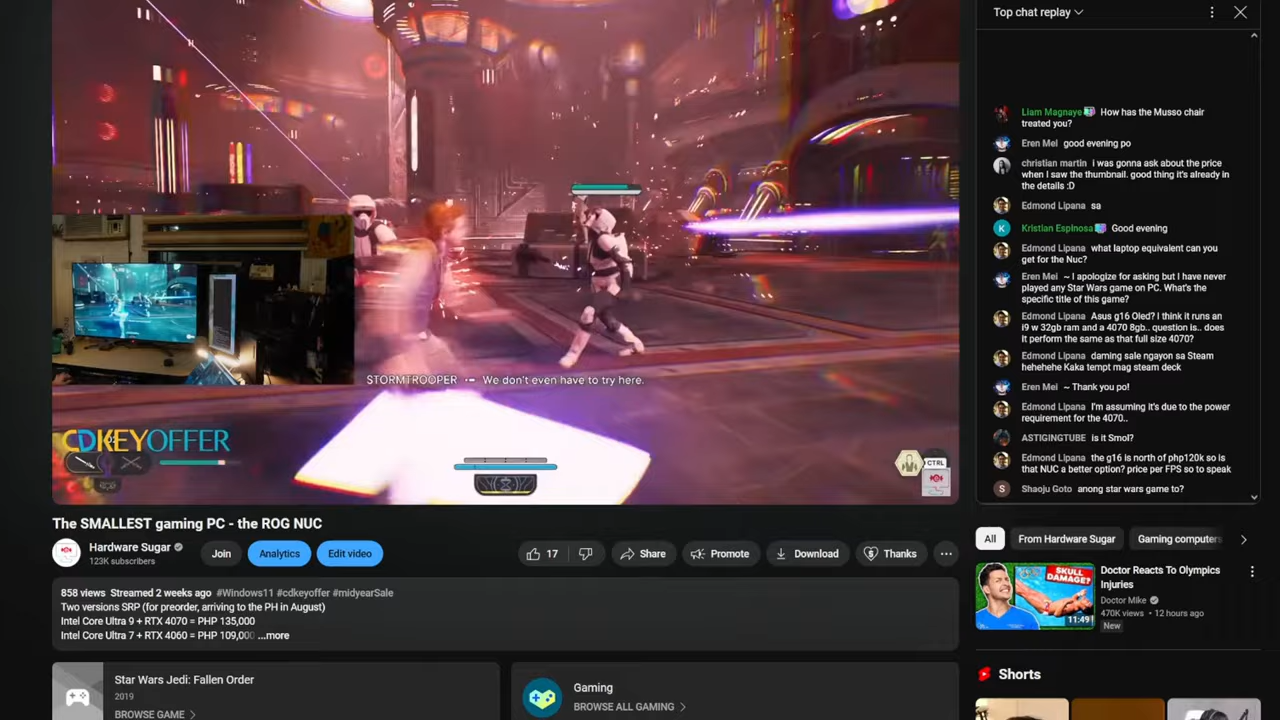 STORMTROOPER -- We don't even have to try here.
CDKEYOFFER
CTRL
The SMALLEST gaming PC - the ROG NUC
Hardware Sugar
123K subscribers
Join
Analytics
Edit video
17
Share
Promote
Download
Thanks
858 views Streamed 2 weeks ago #Windows11 #cdkeyoffer #midyearSale
Two versions SRP (for preorder, arriving to the PH in August)
Intel Core Ultra 9 + RTX 4070 = PHP 135,000
Intel Core Ultra 7 + RTX 4060 = PHP 109,000 ...more
Star Wars Jedi: Fallen Order
2019
BROWSE GAME
Gaming
BROWSE ALL GAMING
Top chat replay
Liam Magnaye How has the Musso chair
treated you?
Eren Mei good evening po
christian martin i was gonna ask about the price
when I saw the thumbnail. good thing it's already in
the details :D
Edmond Lipana sa
K
Kristian Espinosa Good evening
Edmond Lipana what laptop equivalent can you
get for the Nuc?
Eren Mei ~ I apologize for asking but I have never
played any Star Wars game on PC. What's the
specific title of this game?
Edmond Lipana Asus g16 Oled? I think it runs an
i9 w 32gb ram and a 4070 8gb.. question is.. does
it perform the same as that full size 4070?
Edmond Lipana daming sale ngayon sa Steam
hehehehe Kaka tempt mag steam deck
Eren Mei ~ Thank you po!
Edmond Lipana I'm assuming it's due to the power
requirement for the 4070..
ASTIGINGTUBE is it Smol?
Edmond Lipana the g16 is north of php120k so is
that NUC a better option? price per FPS so to speak
S
Shaoju Goto anong star wars game to?
All
From Hardware Sugar
Gaming computers
SKULL
DAMAGE?
11:49
Doctor Reacts To Olympics
Injuries
Doctor Mike
470K views • 12 hours ago
New
Shorts